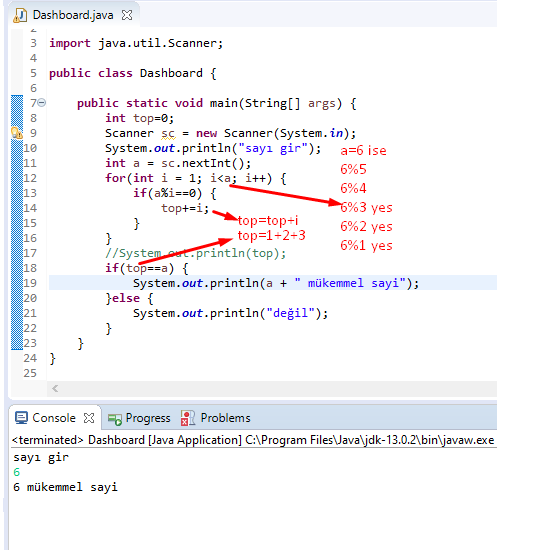 Dashboard.java
2
3 import java.util.Scanner;
4
5 public class Dashboard {
6
7 public static void main(String[] args) {
8 int top=0;
9 Scanner sc = new Scanner(System.in);
10 System.out.println("sayı gir"); a=6 ise
11 int a = sc.nextInt(); 6%5
12 for(int i = 1; i<a; i++) {
13 if(a%i==0) { 6%4
14 top+=i; 6%3 yes
15 } top=top+i 6%2 yes
16 } top=1+2+3 6%1 yes
17 //System.out.println(top);
18 if(top==a) {
19 System.out.println(a + " mükemmel sayi");
20 }else {
21 System.out.println("değil");
22 }
23 }
24 }
25
Console Progress Problems
<terminated> Dashboard [Java Application] C:\Program Files\Java\jdk-13.0.2\bin\javaw.exe
sayı gir
6
6 mükemmel sayi